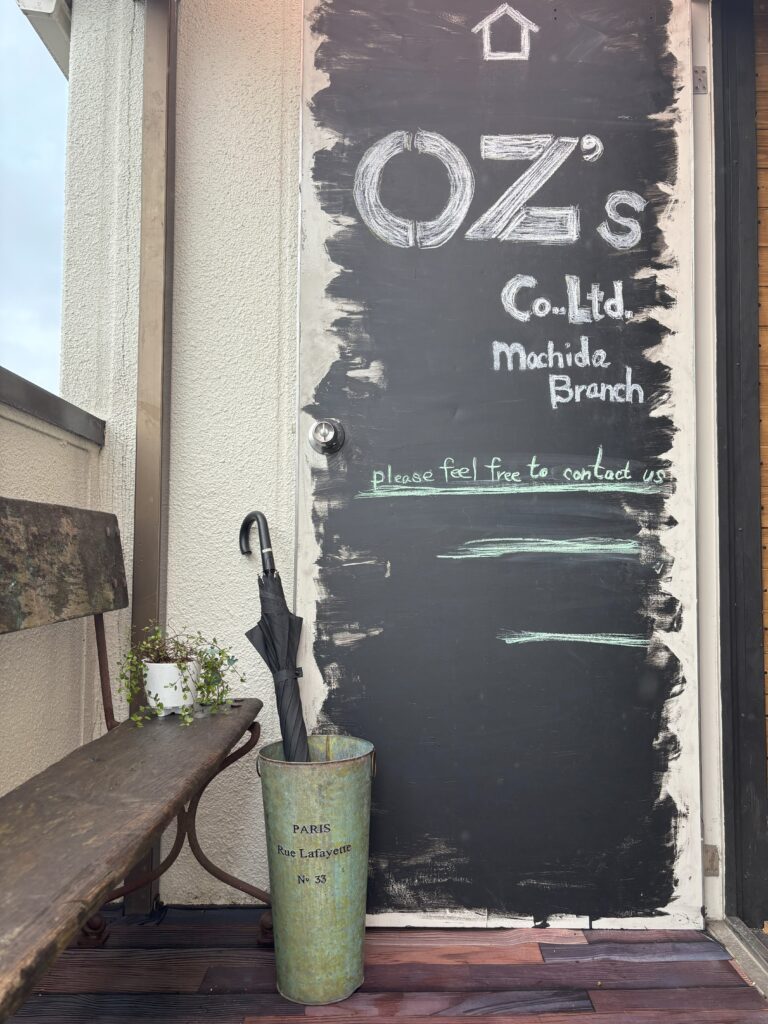 OZ's
Co..Ltd.
Machida
Branch
please feel free to contact us
PARIS
Rue Lafayette
No 33